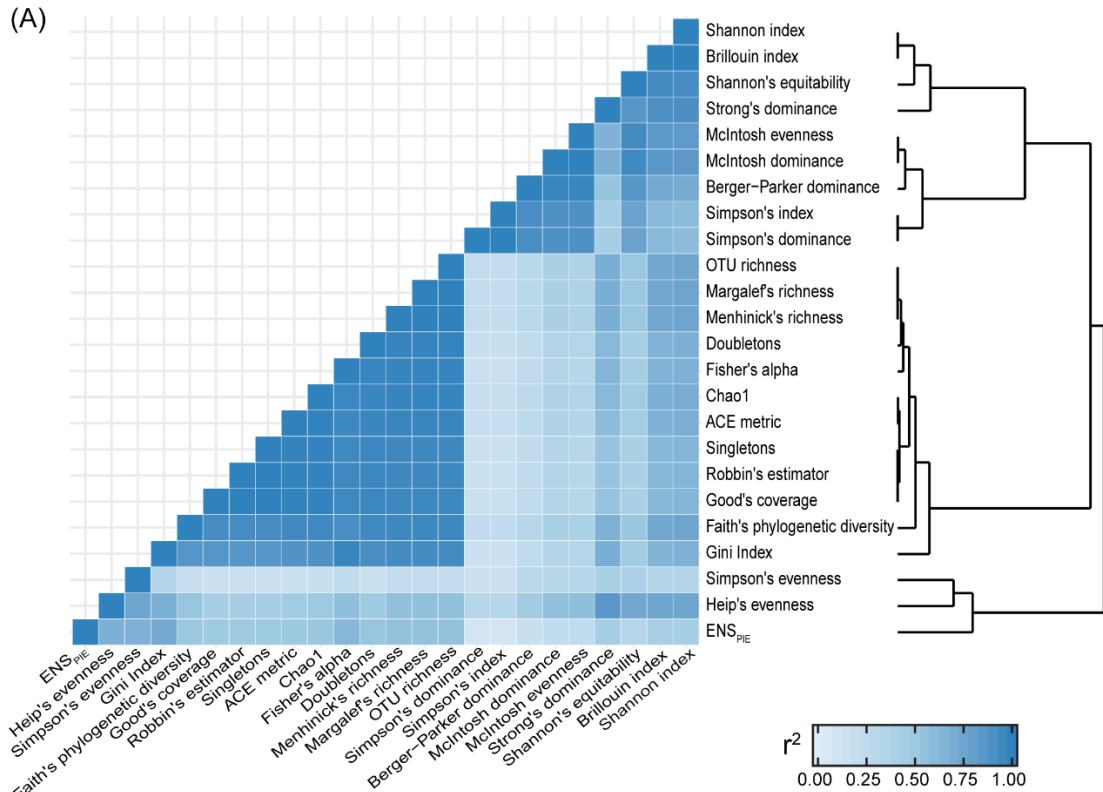 (A)
Shannon index
Brillouin index
Shannon's equitability
Strong's dominance
McIntosh evenness
McIntosh dominance
Berger-Parker dominance
Simpson's index
Simpson's dominance
OTU richness
Margalef's richness
Menhinick's richness
Doubletons
Fisher's alpha
Chao1
ACE metric
Singletons
Robbin's estimator
Good's coverage
Faith's phylogenetic diversity
Gini Index
Simpson's evenness
Heip's evenness
ENSPIE
ENSPIE
Heip's evenness
Simpson's evenness
Gini Index
Faith's phylogenetic diversity
Good's coverage
Robbin's estimator
Singletons
ACE metric
Chao1
Fisher's alpha
Doubletons
Menhinick's richness
Margalef's richness
OTU richness
Simpson's dominance
Simpson's index
Berger-Parker dominance
McIntosh dominance
McIntosh evenness
Strong's dominance
Shannon's equitability
Brillouin index
Shannon index
r²
0.00 0.25 0.50 0.75 1.00